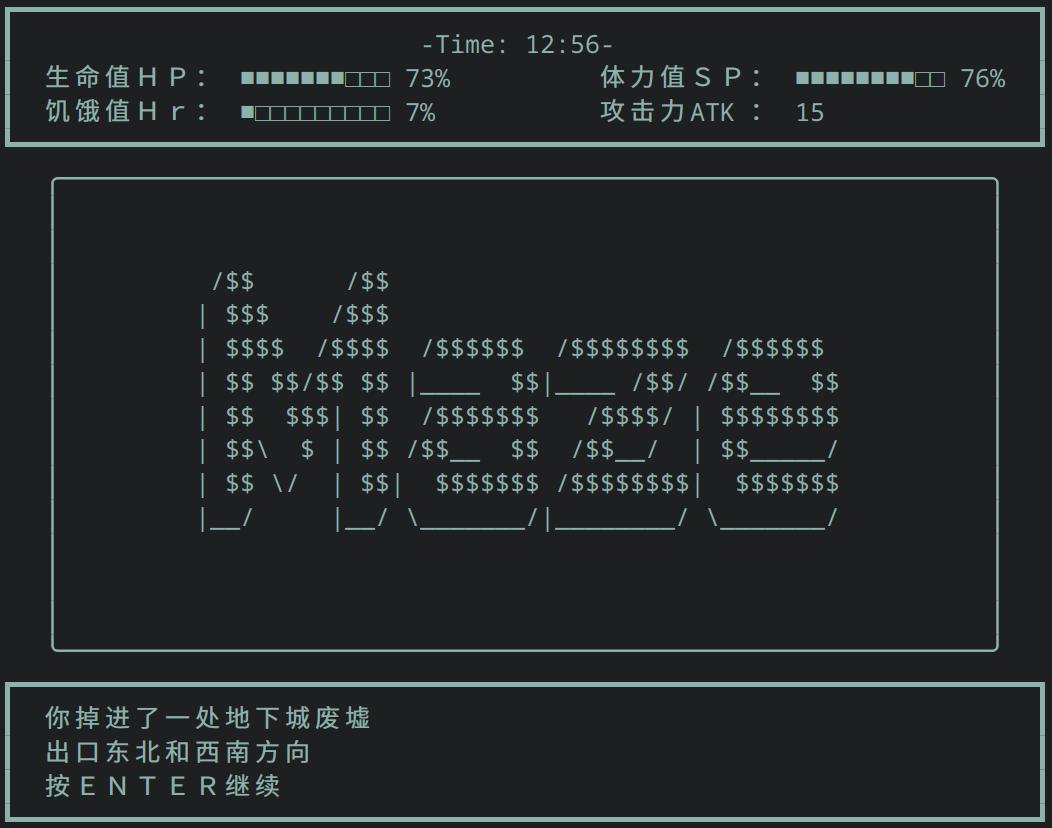 -Time: 12:56-
生命值ＨＰ： ■■■■■■■□□□ 73%   体力值ＳＰ： ■■■■■■■■□□ 76%
饥饿值Ｈｒ： ■□□□□□□□□□ 7%   攻击力ATK ： 15
 /$$      /$$
| $$$    /$$$
| $$$$  /$$$$  /$$$$$$  /$$$$$$$$  /$$$$$$
| $$ $$/$$ $$ |____  $$|____ /$$/ /$$__  $$
| $$  $$$| $$  /$$$$$$$   /$$$$/ | $$$$$$$$
| $$\  $ | $$ /$$__  $$  /$$__/  | $$_____/
| $$ \/  | $$|  $$$$$$$ /$$$$$$$$|  $$$$$$$
|__/     |__/ \_______/|________/ \_______/
你掉进了一处地下城废墟
出口东北和西南方向
按ＥＮＴＥＲ继续